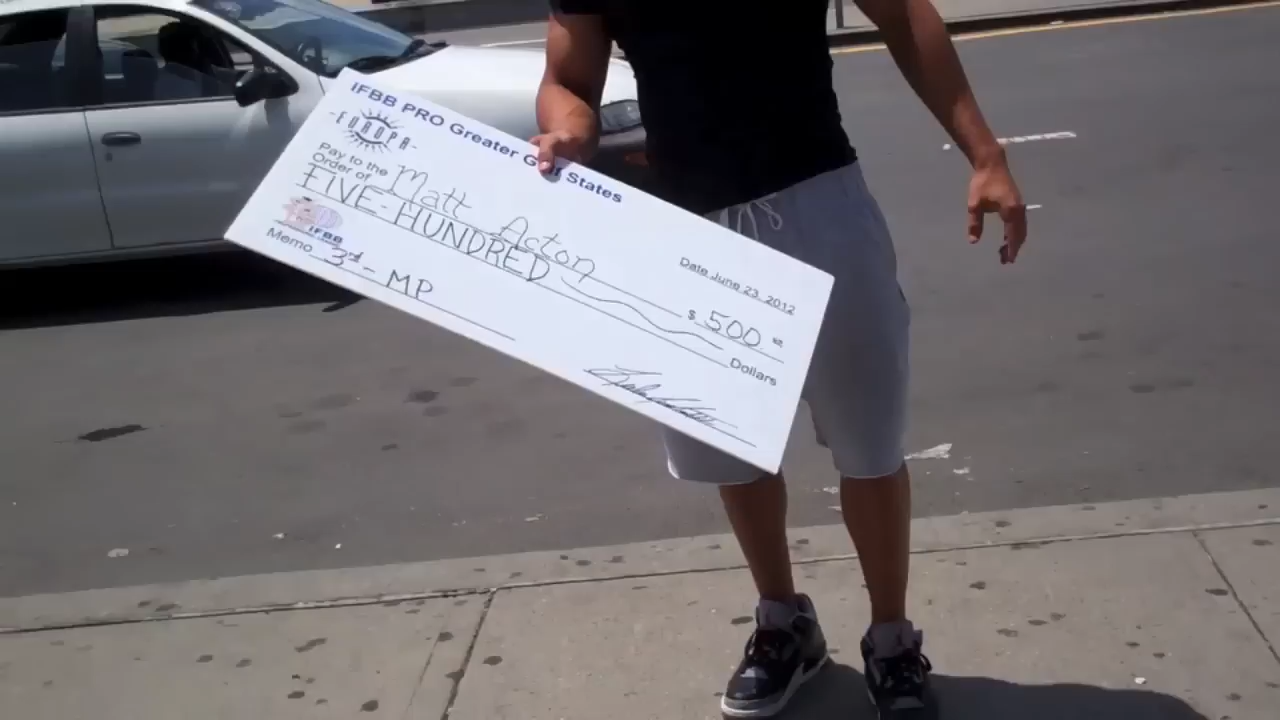 IFBB PRO Greater Gulf States
EUROPA
Pay to the
Order of Matt Acton
Date June 23, 2012
FIVE-HUNDRED Dollars
$ 500
IFBB
Memo 3rd - MP